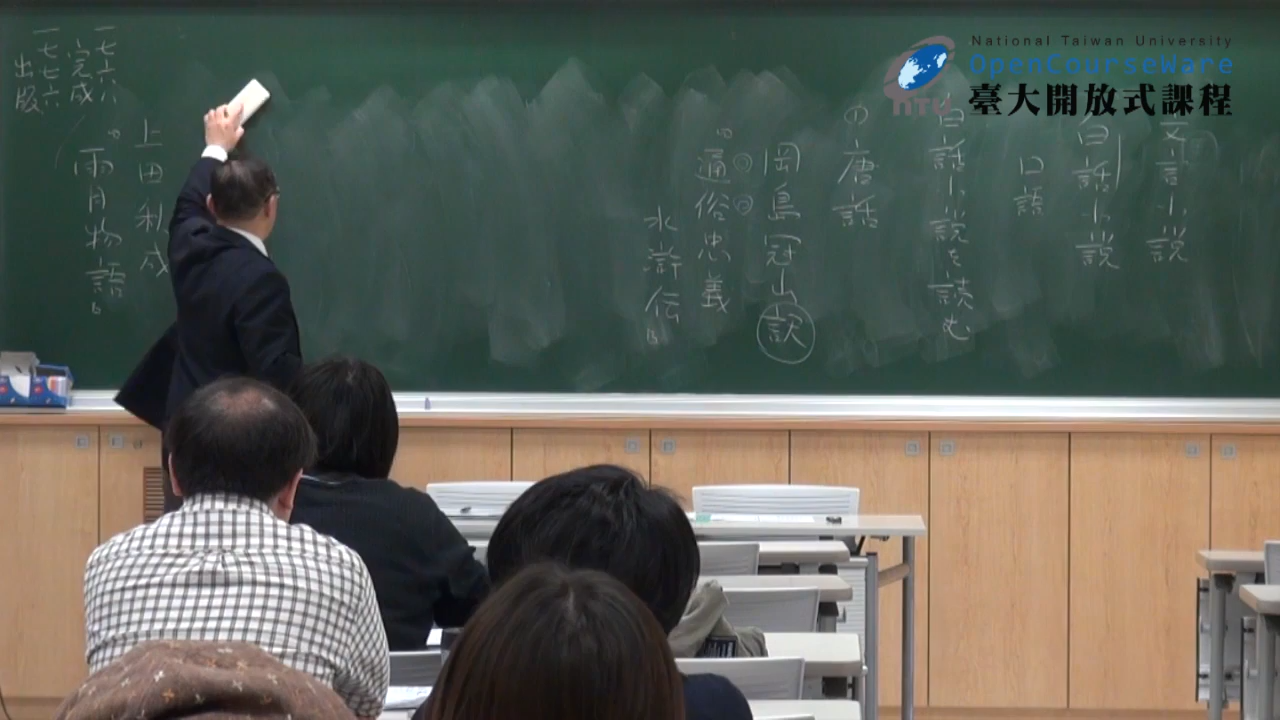 National Taiwan University
OpenCourseWare
NTU
臺大開放式課程
文言小説
白話小説
口語
白話小説を読む
の唐話
岡島冠山訳
◎◎
『通俗忠義
水滸伝』
上田秋成
『雨月物語』
一七六八
完成
一七七六
出版